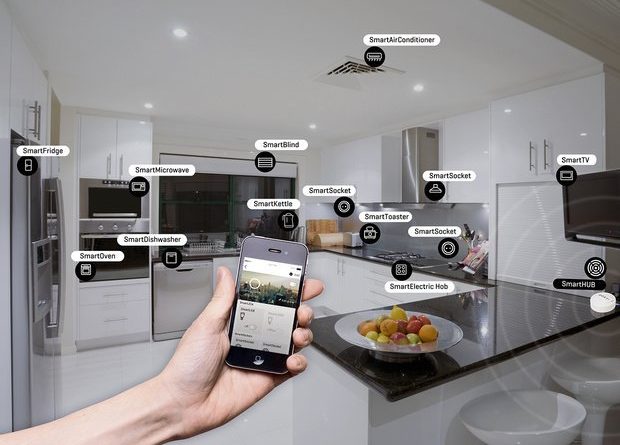 SmartAirConditioner
SmartFridge
SmartMicrowave
SmartBlind
SmartSocket
SmartTV
SmartKettle
SmartSocket
SmartToaster
SmartSocket
SmartDishwasher
SmartOven
SmartElectric Hob
SmartHUB